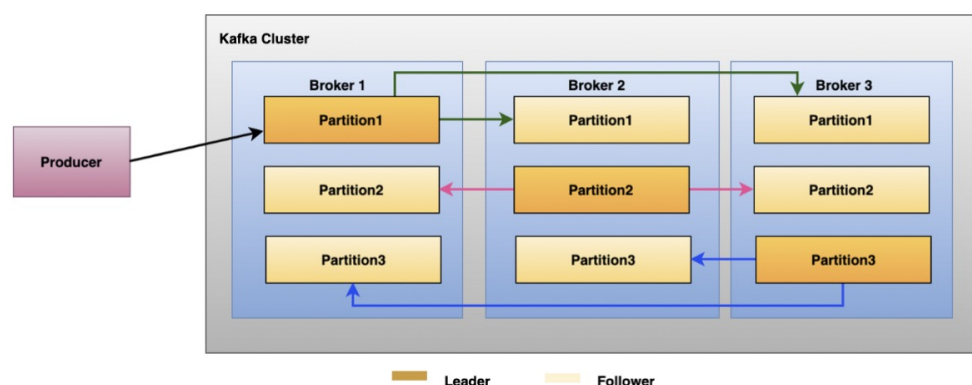 Kafka Cluster
Broker 1
Broker 2
Broker 3
Partition1
Partition1
Partition1
Producer
Partition2
Partition2
Partition2
Partition3
Partition3
Partition3
Leader
Follower